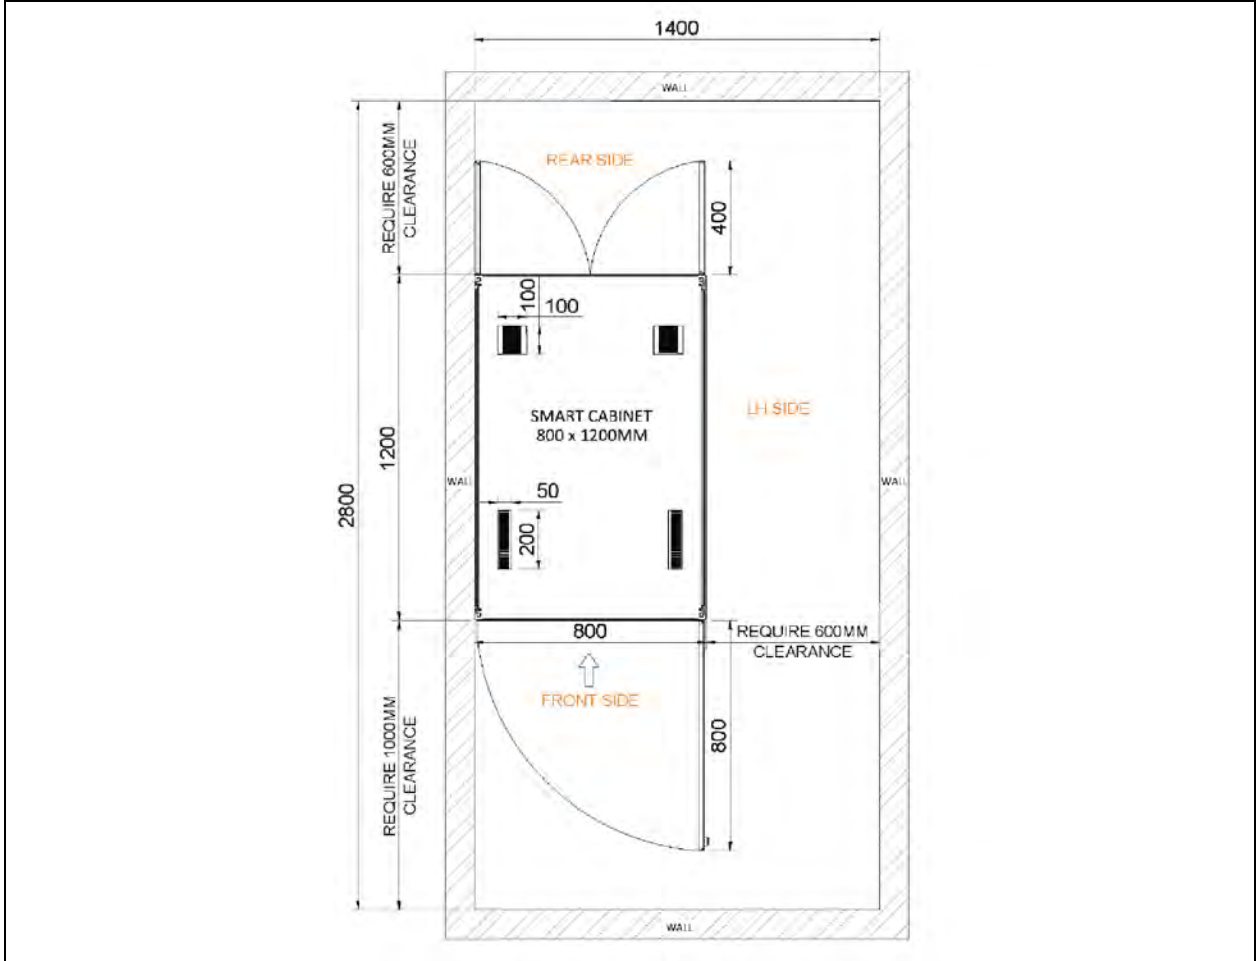 1400
WALL
REQUIRE 600MM
CLEARANCE
REAR SIDE
400
100
100
SMART CABINET
800 x 1200MM
LH SIDE
1200
2800
WALL
WALL
50
200
800
REQUIRE 600MM
CLEARANCE
FRONT SIDE
800
REQUIRE 1000MM
CLEARANCE
WALL